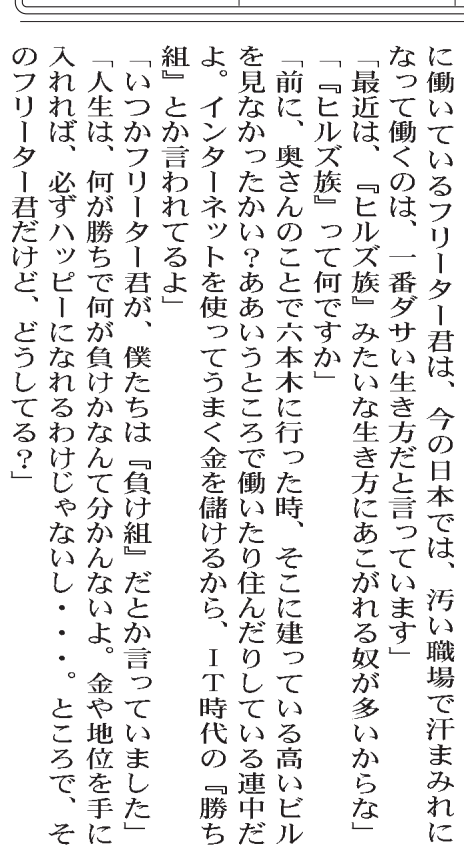 に働いているフリーター君は、今の日本では、汚い職場で汗まみれに
なって働くのは、一番ダサい生き方だと言っています」
「最近は、『ヒルズ族』みたいな生き方にあこがれる奴が多いからな」
「『ヒルズ族』って何ですか」
「前に、奥さんのことで六本木に行った時、そこに建っている高いビル
を見なかったかい？ああいうところで働いたり住んだりしている連中だ
よ。インターネットを使ってうまく金を儲けるから、ＩＴ時代の『勝ち
組』とか言われてるよ」
「いつかフリーター君が、僕たちは『負け組』だとか言っていました」
「人生は、何が勝ちで何が負けかなんて分かんないよ。金や地位を手に
入れれば、必ずハッピーになれるわけじゃないし・・・。ところで、そ
のフリーター君だけど、どうしてる？」